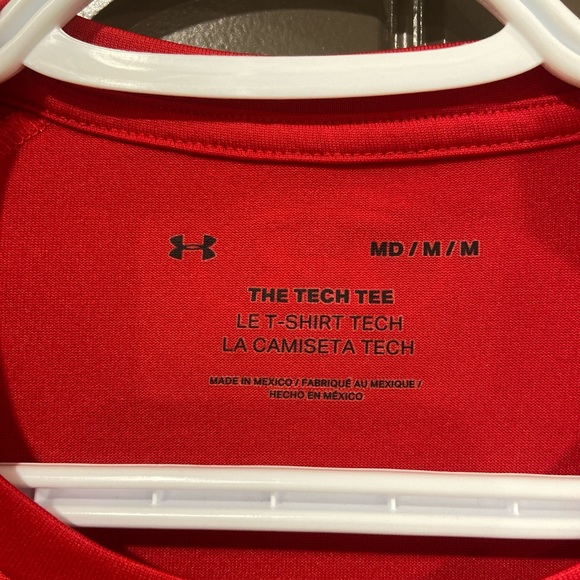 MD / M / M
THE TECH TEE
LE T-SHIRT TECH
LA CAMISETA TECH
MADE IN MEXICO / FABRIQUÉ AU MEXIQUE /
HECHO EN MÉXICO